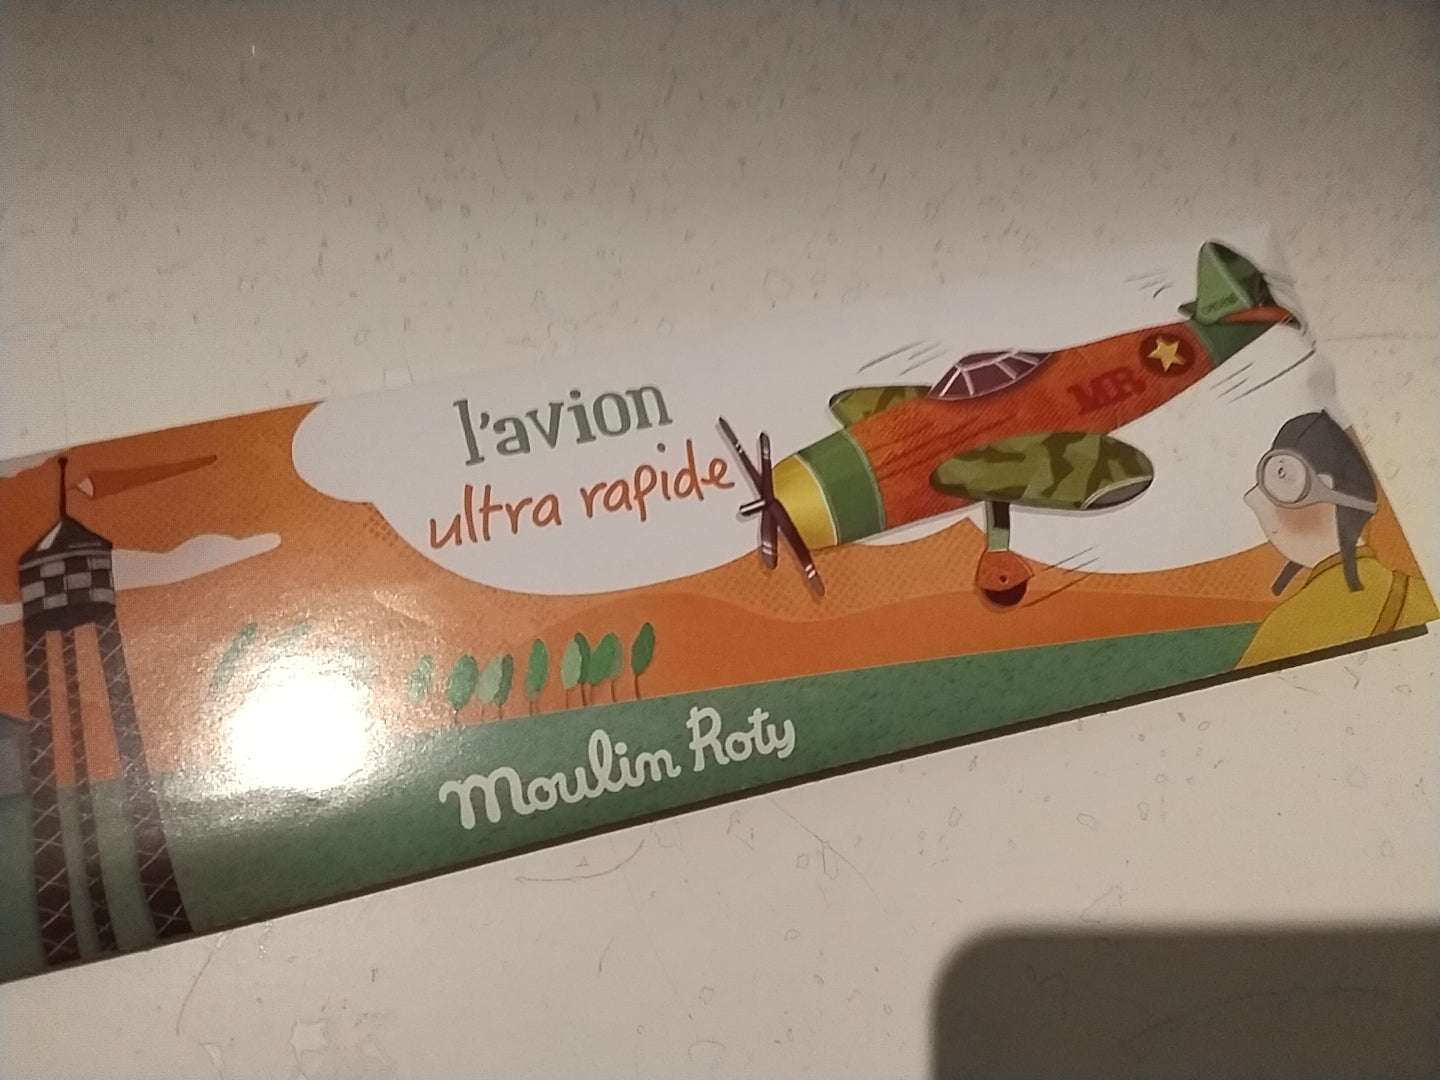 l'avion
ultra rapide
MR
Moulin Roty